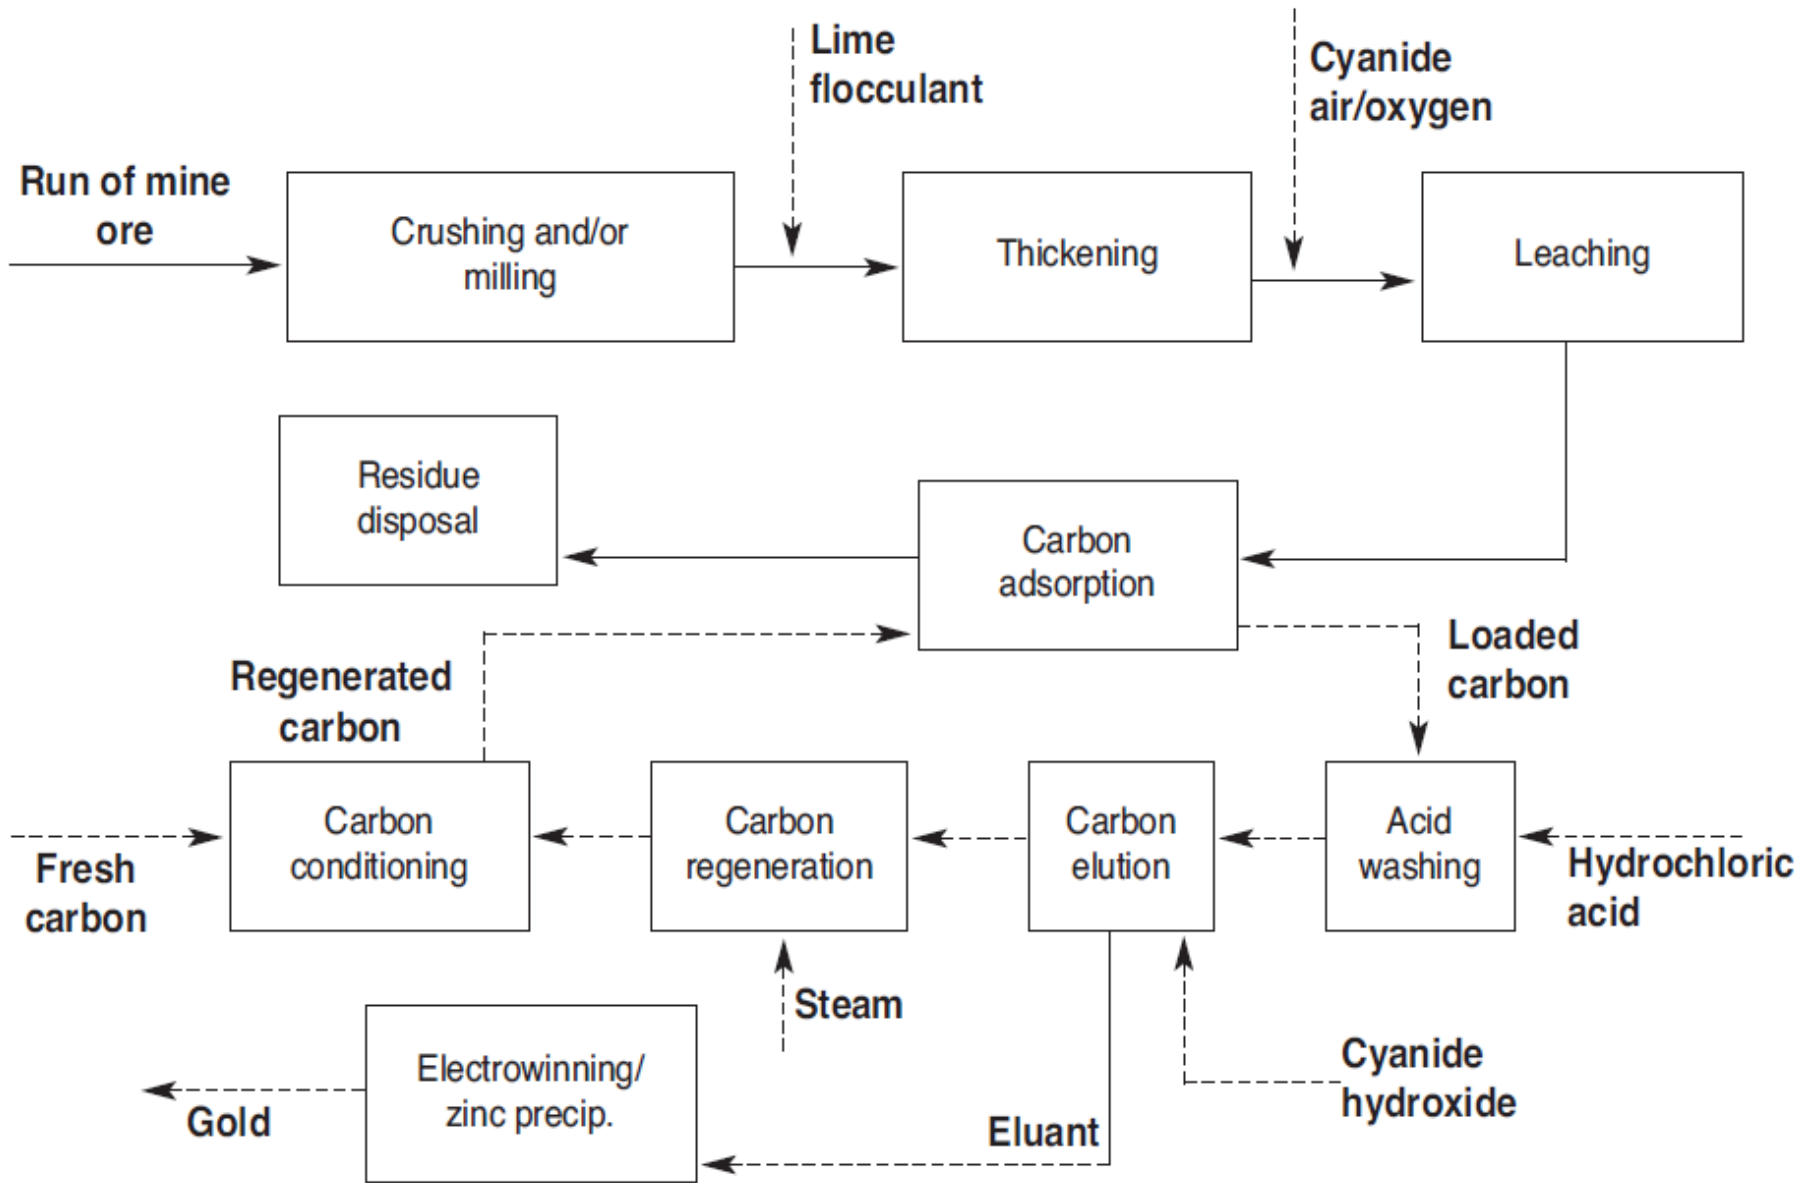 Lime
flocculant
Cyanide
air/oxygen
Run of mine
ore
Crushing and/or
milling
Thickening
Leaching
Residue
disposal
Carbon
adsorption
Loaded
carbon
Regenerated
carbon
Fresh
carbon
Carbon
conditioning
Carbon
regeneration
Carbon
elution
Acid
washing
Hydrochloric
acid
Steam
Cyanide
hydroxide
Electrowinning/
zinc precip.
Gold
Eluant